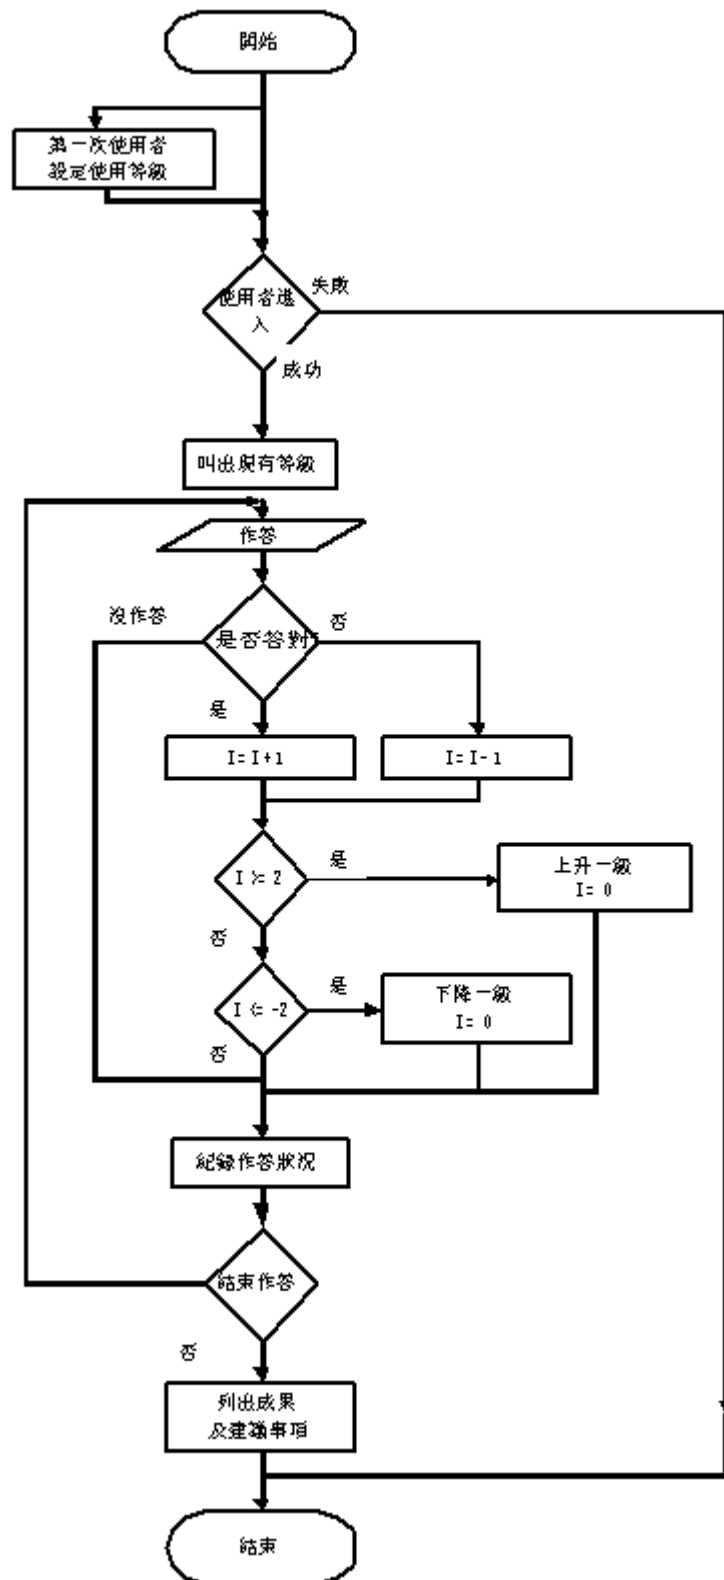 開始
第一次使用者
設定使用等級
失敗
使用者進
入
成功
叫出現有等級
作答
沒作答
是否答對
否
是
I= I+1
I= I-1
I >= 2
是
上升一級
I= 0
否
I <= -2
是
下降一級
I= 0
否
紀錄作答狀況
結束作答
否
列出成果
及建議事項
結束